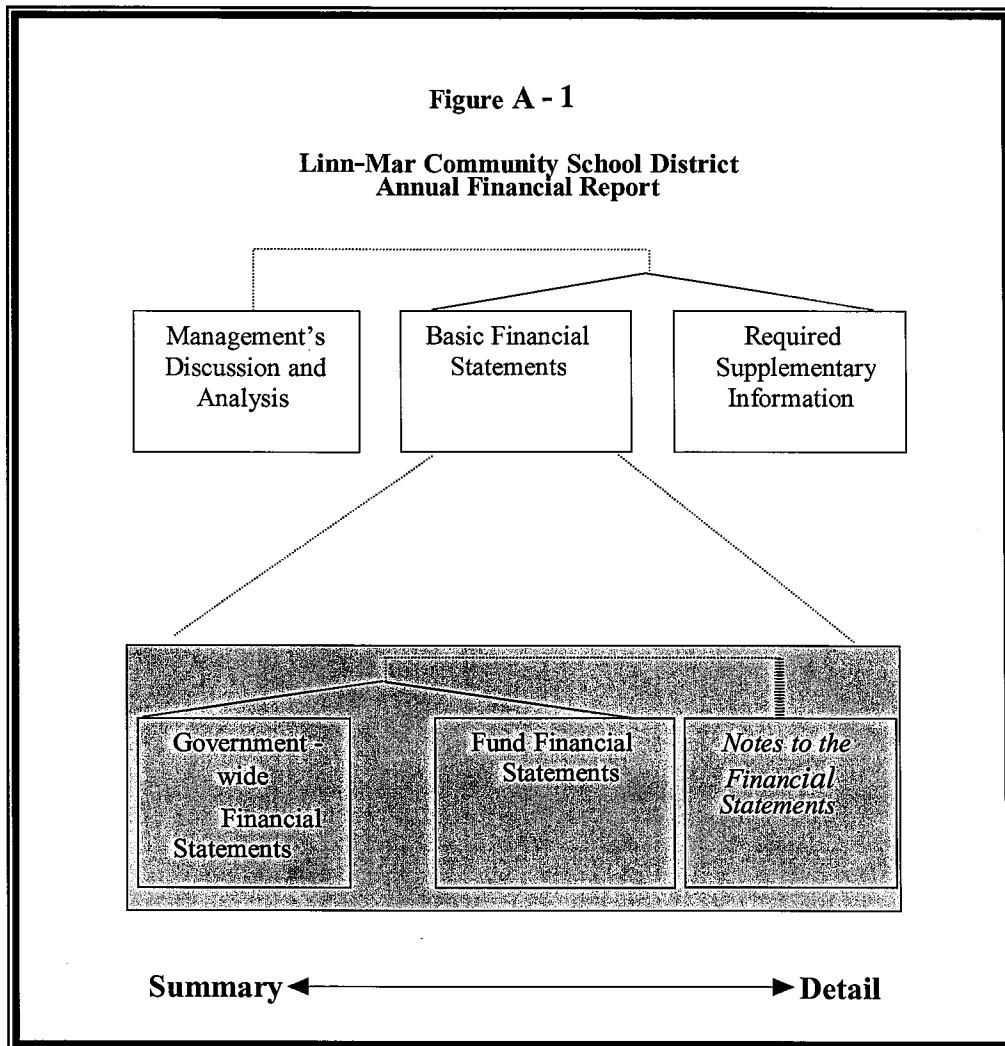 Figure A - 1
Linn-Mar Community School District
Annual Financial Report
Management's
Discussion and
Analysis
Basic Financial
Statements
Required
Supplementary
Information
Government -
wide
Financial
Statements
Fund Financial
Statements
Notes to the
Financial
Statements
Summary
Detail